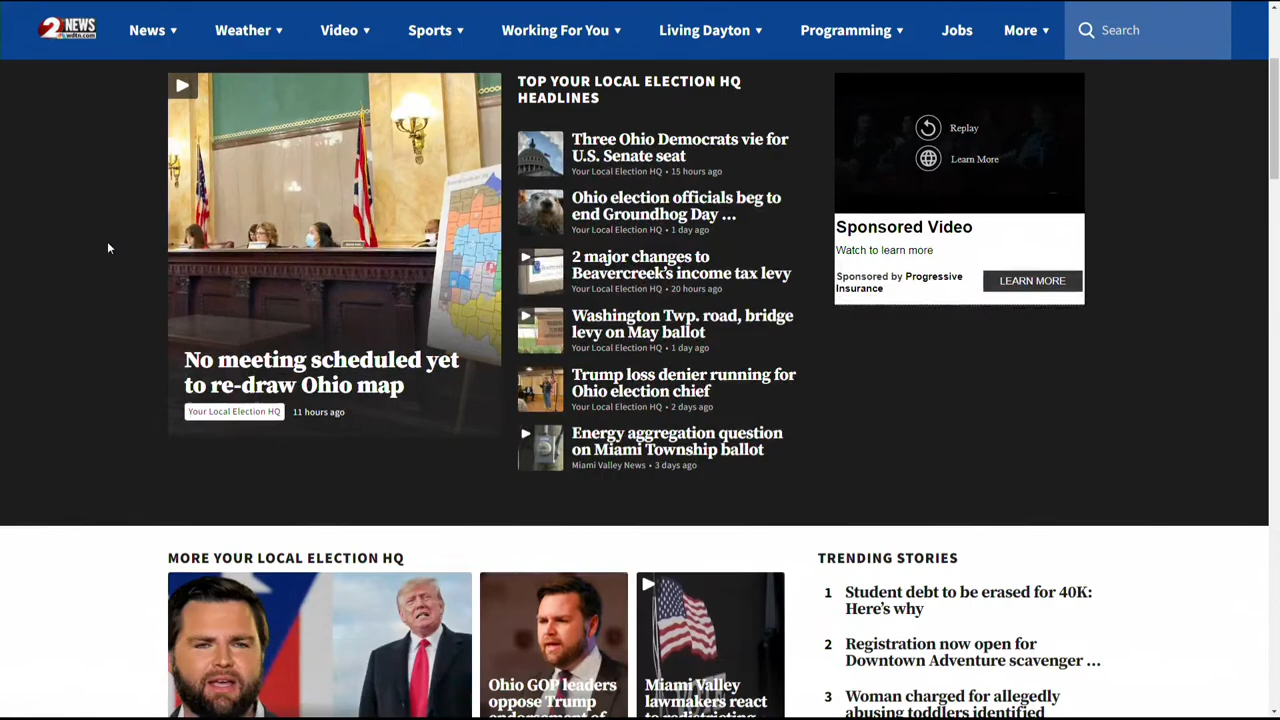 2 NEWS
wdtn.com
News
Weather
Video
Sports
Working For You
Living Dayton
Programming
Jobs
More
Search
No meeting scheduled yet
to re-draw Ohio map
Your Local Election HQ
11 hours ago
TOP YOUR LOCAL ELECTION HQ
HEADLINES
Three Ohio Democrats vie for
U.S. Senate seat
Your Local Election HQ • 15 hours ago
Ohio election officials beg to
end Groundhog Day ...
Your Local Election HQ • 1 day ago
2 major changes to
Beavercreek's income tax levy
Your Local Election HQ • 20 hours ago
Washington Twp. road, bridge
levy on May ballot
Your Local Election HQ • 1 day ago
Trump loss denier running for
Ohio election chief
Your Local Election HQ • 2 days ago
Energy aggregation question
on Miami Township ballot
Miami Valley News • 3 days ago
Replay
Learn More
Sponsored Video
Watch to learn more
Sponsored by Progressive
Insurance
LEARN MORE
MORE YOUR LOCAL ELECTION HQ
Ohio GOP leaders
oppose Trump
endorsement of
Miami Valley
lawmakers react
to redistricting
TRENDING STORIES
1 Student debt to be erased for 40K:
Here's why
2 Registration now open for
Downtown Adventure scavenger ...
3 Woman charged for allegedly
abusing toddlers identified